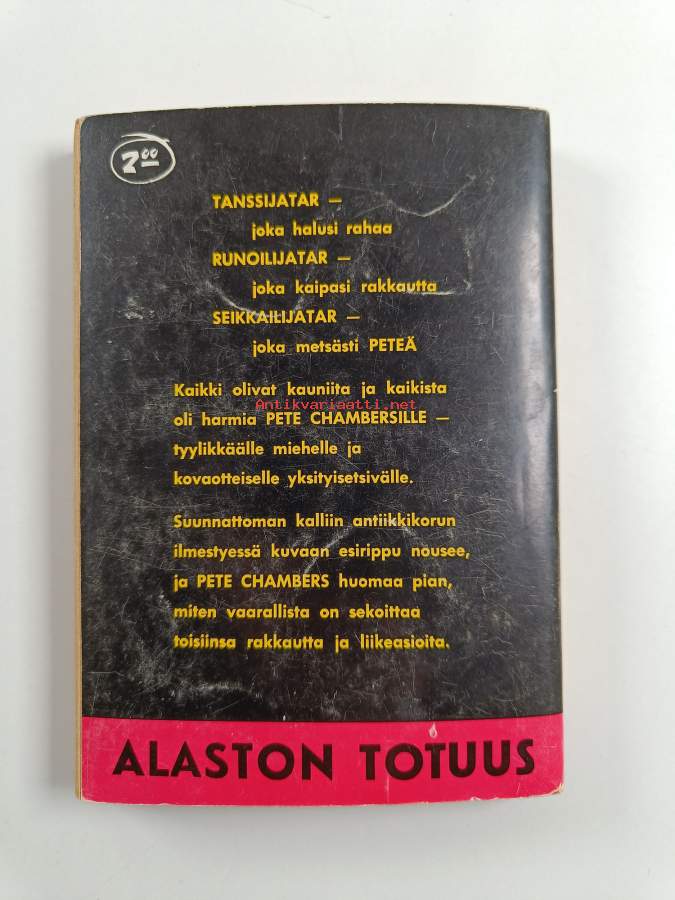 7⁰⁰
TANSSIJATAR —
joka halusi rahaa
RUNOILIJATAR —
joka kaipasi rakkautta
SEIKKAILIJATAR —
joka metsästi PETEÄ
Kaikki olivat kauniita ja kaikista
Antikvariaatti.net
oli harmia PETE CHAMBERSILLE —
tyylikkäälle miehelle ja
kovaotteiselle yksityisetsivälle.
Suunnattoman kalliin antiikkikorun
ilmestyessä kuvaan esirippu nousee,
ja PETE CHAMBERS huomaa pian,
miten vaarallista on sekoittaa
toisiinsa rakkautta ja liikeasioita.
ALASTON TOTUUS